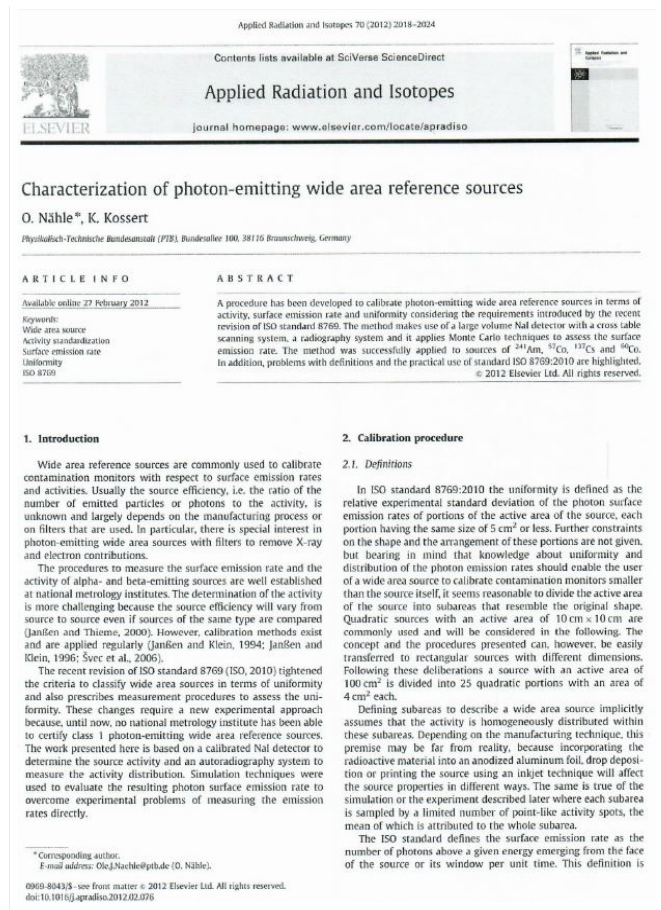 Applied Radiation and Isotopes 70 (2012) 2018–2024
Contents lists available at SciVerse ScienceDirect
Applied Radiation and Isotopes
journal homepage: www.elsevier.com/locate/apradiso
ELSEVIER
Applied Radiation and Isotopes
Characterization of photon-emitting wide area reference sources
O. Nähle*, K. Kossert
Physikalisch-Technische Bundesanstalt (PTB), Bundesallee 100, 38116 Braunschweig, Germany
ARTICLE INFO
Available online 27 February 2012
Keywords:
Wide area source
Activity standardization
Surface emission rate
Uniformity
ISO 8769
ABSTRACT
A procedure has been developed to calibrate photon-emitting wide area reference sources in terms of
activity, surface emission rate and uniformity considering the requirements introduced by the recent
revision of ISO standard 8769. The method makes use of a large volume NaI detector with a cross table
scanning system, a radiography system and it applies Monte Carlo techniques to assess the surface
emission rate. The method was successfully applied to sources of ²⁴¹Am, ⁵⁷Co, ¹³⁷Cs and ⁶⁰Co.
In addition, problems with definitions and the practical use of standard ISO 8769:2010 are highlighted.
© 2012 Elsevier Ltd. All rights reserved.
1. Introduction
Wide area reference sources are commonly used to calibrate
contamination monitors with respect to surface emission rates
and activities. Usually the source efficiency, i.e. the ratio of the
number of emitted particles or photons to the activity, is
unknown and largely depends on the manufacturing process or
on filters that are used. In particular, there is special interest in
photon-emitting wide area sources with filters to remove X-ray
and electron contributions.
The procedures to measure the surface emission rate and the
activity of alpha- and beta-emitting sources are well established
at national metrology institutes. The determination of the activity
is more challenging because the source efficiency will vary from
source to source even if sources of the same type are compared
(Janßen and Thieme, 2000). However, calibration methods exist
and are applied regularly (Janßen and Klein, 1994; Janßen and
Klein, 1996; Švec et al., 2006).
The recent revision of ISO standard 8769 (ISO, 2010) tightened
the criteria to classify wide area sources in terms of uniformity
and also prescribes measurement procedures to assess the uni-
formity. These changes require a new experimental approach
because, until now, no national metrology institute has been able
to certify class 1 photon-emitting wide area reference sources.
The work presented here is based on a calibrated NaI detector to
determine the source activity and an autoradiography system to
measure the activity distribution. Simulation techniques were
used to evaluate the resulting photon surface emission rate to
overcome experimental problems of measuring the emission
rates directly.
* Corresponding author.
E-mail address: Ole.J.Naehle@ptb.de (O. Nähle).
0969-8043/$ - see front matter © 2012 Elsevier Ltd. All rights reserved.
doi:10.1016/j.apradiso.2012.02.076
2. Calibration procedure
2.1. Definitions
In ISO standard 8769:2010 the uniformity is defined as the
relative experimental standard deviation of the photon surface
emission rates of portions of the active area of the source, each
portion having the same size of 5 cm² or less. Further constraints
on the shape and the arrangement of these portions are not given,
but bearing in mind that knowledge about uniformity and
distribution of the photon emission rates should enable the user
of a wide area source to calibrate contamination monitors smaller
than the source itself, it seems reasonable to divide the active area
of the source into subareas that resemble the original shape.
Quadratic sources with an active area of 10 cm × 10 cm are
commonly used and will be considered in the following. The
concept and the procedures presented can, however, be easily
transferred to rectangular sources with different dimensions.
Following these deliberations a source with an active area of
100 cm² is divided into 25 quadratic portions with an area of
4 cm² each.
Defining subareas to describe a wide area source implicitly
assumes that the activity is homogeneously distributed within
these subareas. Depending on the manufacturing technique, this
premise may be far from reality, because incorporating the
radioactive material into an anodized aluminum foil, drop deposi-
tion or printing the source using an inkjet technique will affect
the source properties in different ways. The same is true of the
simulation or the experiment described later where each subarea
is sampled by a limited number of point-like activity spots, the
mean of which is attributed to the whole subarea.
The ISO standard defines the surface emission rate as the
number of photons above a given energy emerging from the face
of the source or its window per unit time. This definition is